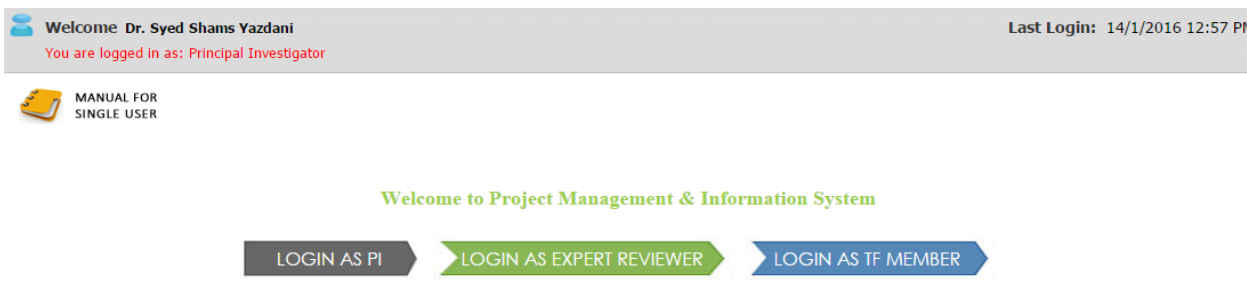 Welcome Dr. Syed Shams Yazdani
Last Login: 14/1/2016 12:57 PM
You are logged in as: Principal Investigator
MANUAL FOR
SINGLE USER
Welcome to Project Management & Information System
LOGIN AS PI
LOGIN AS EXPERT REVIEWER
LOGIN AS TF MEMBER